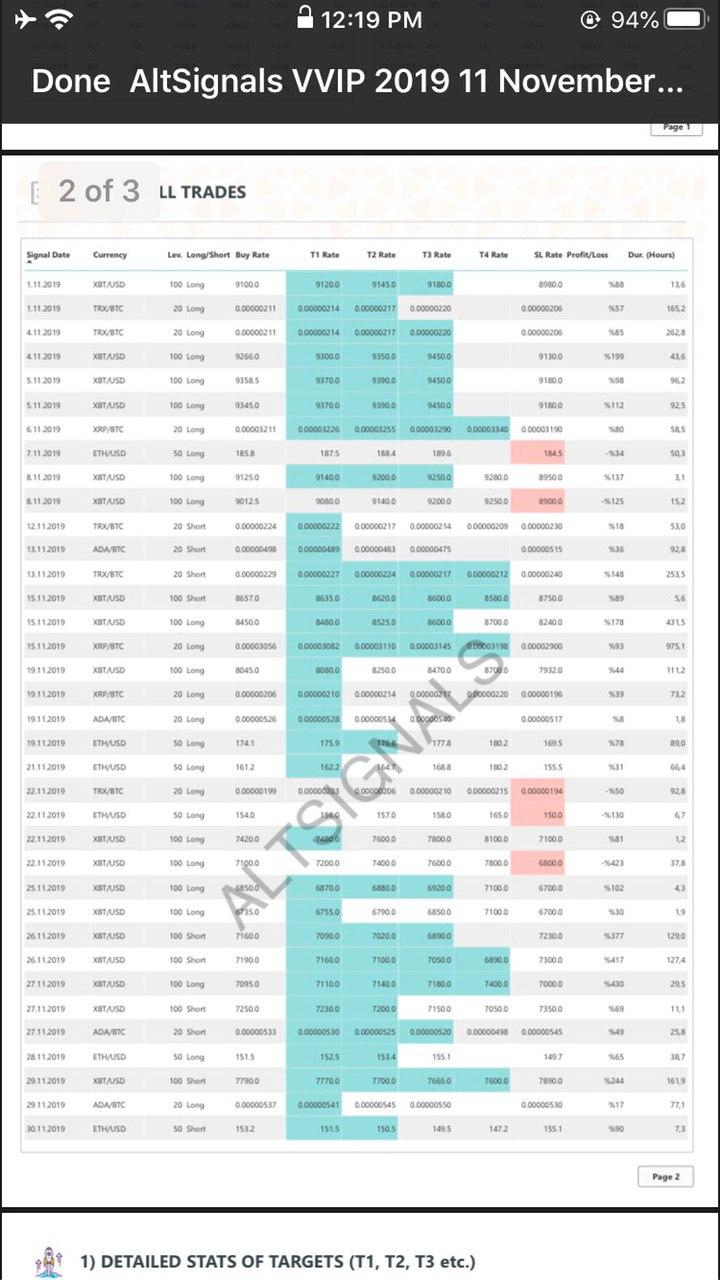 12:19 PM
94%
Done AltSignals VVIP 2019 11 November...
Page 1
2 of 3 LL TRADES
Signal Date Currency Lev. Long/Short Buy Rate T1 Rate T2 Rate T3 Rate T4 Rate SL Rate Profit/Loss Dur. (Hours)
1.11.2019 XBT/USD 100 Long 9100.0 9120.0 9145.0 9180.0 8980.0 %88 13,6
1.11.2019 TRX/BTC 20 Long 0.00000211 0.00000214 0.00000217 0.00000220 0.00000206 %57 165,2
4.11.2019 TRX/BTC 20 Long 0.00000211 0.00000214 0.00000217 0.00000220 0.00000206 %85 262,8
4.11.2019 XBT/USD 100 Long 9266.0 9300.0 9350.0 9450.0 9130.0 %199 43,6
5.11.2019 XBT/USD 100 Long 9358.5 9370.0 9390.0 9450.0 9180.0 %98 96,2
5.11.2019 XBT/USD 100 Long 9345.0 9370.0 9390.0 9450.0 9180.0 %112 92,5
6.11.2019 XRP/BTC 20 Long 0.00003211 0.00003226 0.00003255 0.00003290 0.00003340 0.00003190 %80 58,5
7.11.2019 ETH/USD 50 Long 185.8 187.5 188.4 189.6 184.5 -%34 50,3
8.11.2019 XBT/USD 100 Long 9125.0 9140.0 9200.0 9250.0 9280.0 8950.0 %137 3,1
8.11.2019 XBT/USD 100 Long 9012.5 9080.0 9140.0 9200.0 9250.0 8900.0 -%125 15,2
12.11.2019 TRX/BTC 20 Short 0.00000224 0.00000222 0.00000217 0.00000214 0.00000209 0.00000230 %18 53,0
13.11.2019 ADA/BTC 20 Short 0.00000498 0.00000489 0.00000483 0.00000475 0.00000515 %36 92,8
13.11.2019 TRX/BTC 20 Short 0.00000229 0.00000227 0.00000224 0.00000217 0.00000212 0.00000240 %148 253,5
15.11.2019 XBT/USD 100 Short 8657.0 8635.0 8620.0 8600.0 8580.0 8750.0 %89 5,6
15.11.2019 XBT/USD 100 Long 8450.0 8480.0 8525.0 8600.0 8700.0 8240.0 %178 431,5
15.11.2019 XRP/BTC 20 Long 0.00003056 0.00003082 0.00003110 0.00003145 0.00003198 0.00002900 %93 975,1
19.11.2019 XBT/USD 100 Long 8045.0 8080.0 8250.0 8470.0 8700.0 7932.0 %44 111,2
19.11.2019 XRP/BTC 20 Long 0.00000206 0.00000210 0.00000214 0.00000217 0.00000220 0.00000196 %39 73,2
19.11.2019 ADA/BTC 20 Long 0.00000526 0.00000528 0.00000534 0.00000540 0.00000517 %8 1,8
19.11.2019 ETH/USD 50 Long 174.1 175.9 176.8 177.8 180.2 169.5 %78 89,0
21.11.2019 ETH/USD 50 Long 161.2 162.2 164.7 168.8 180.2 155.5 %31 66,4
22.11.2019 TRX/BTC 20 Long 0.00000199 0.00000203 0.00000206 0.00000210 0.00000215 0.00000194 -%50 92,8
22.11.2019 ETH/USD 50 Long 154.0 156.0 157.0 158.0 165.0 150.0 -%130 6,7
22.11.2019 XBT/USD 100 Long 7420.0 7480.0 7600.0 7800.0 8100.0 7100.0 %81 1,2
22.11.2019 XBT/USD 100 Long 7100.0 7200.0 7400.0 7600.0 7800.0 6800.0 -%423 37,8
25.11.2019 XBT/USD 100 Long 6850.0 6870.0 6880.0 6920.0 7100.0 6700.0 %102 4,3
25.11.2019 XBT/USD 100 Long 6735.0 6755.0 6790.0 6850.0 7100.0 6700.0 %30 1,9
26.11.2019 XBT/USD 100 Short 7160.0 7090.0 7020.0 6890.0 7230.0 %377 129,0
26.11.2019 XBT/USD 100 Short 7190.0 7160.0 7100.0 7050.0 6890.0 7300.0 %417 127,4
27.11.2019 XBT/USD 100 Long 7095.0 7110.0 7140.0 7180.0 7400.0 7000.0 %430 29,5
27.11.2019 XBT/USD 100 Short 7250.0 7230.0 7200.0 7150.0 7050.0 7350.0 %69 11,1
27.11.2019 ADA/BTC 20 Short 0.00000533 0.00000530 0.00000525 0.00000520 0.00000498 0.00000545 %49 25,8
28.11.2019 ETH/USD 50 Long 151.5 152.5 153.4 155.1 149.7 %65 38,7
29.11.2019 XBT/USD 100 Short 7790.0 7770.0 7700.0 7665.0 7600.0 7890.0 %244 161,9
29.11.2019 ADA/BTC 20 Long 0.00000537 0.00000541 0.00000545 0.00000550 0.00000530 %17 77,1
30.11.2019 ETH/USD 50 Short 153.2 151.5 150.5 149.5 147.2 155.1 %90 7,3
ALTSIGNALS
Page 2
1) DETAILED STATS OF TARGETS (T1, T2, T3 etc.)